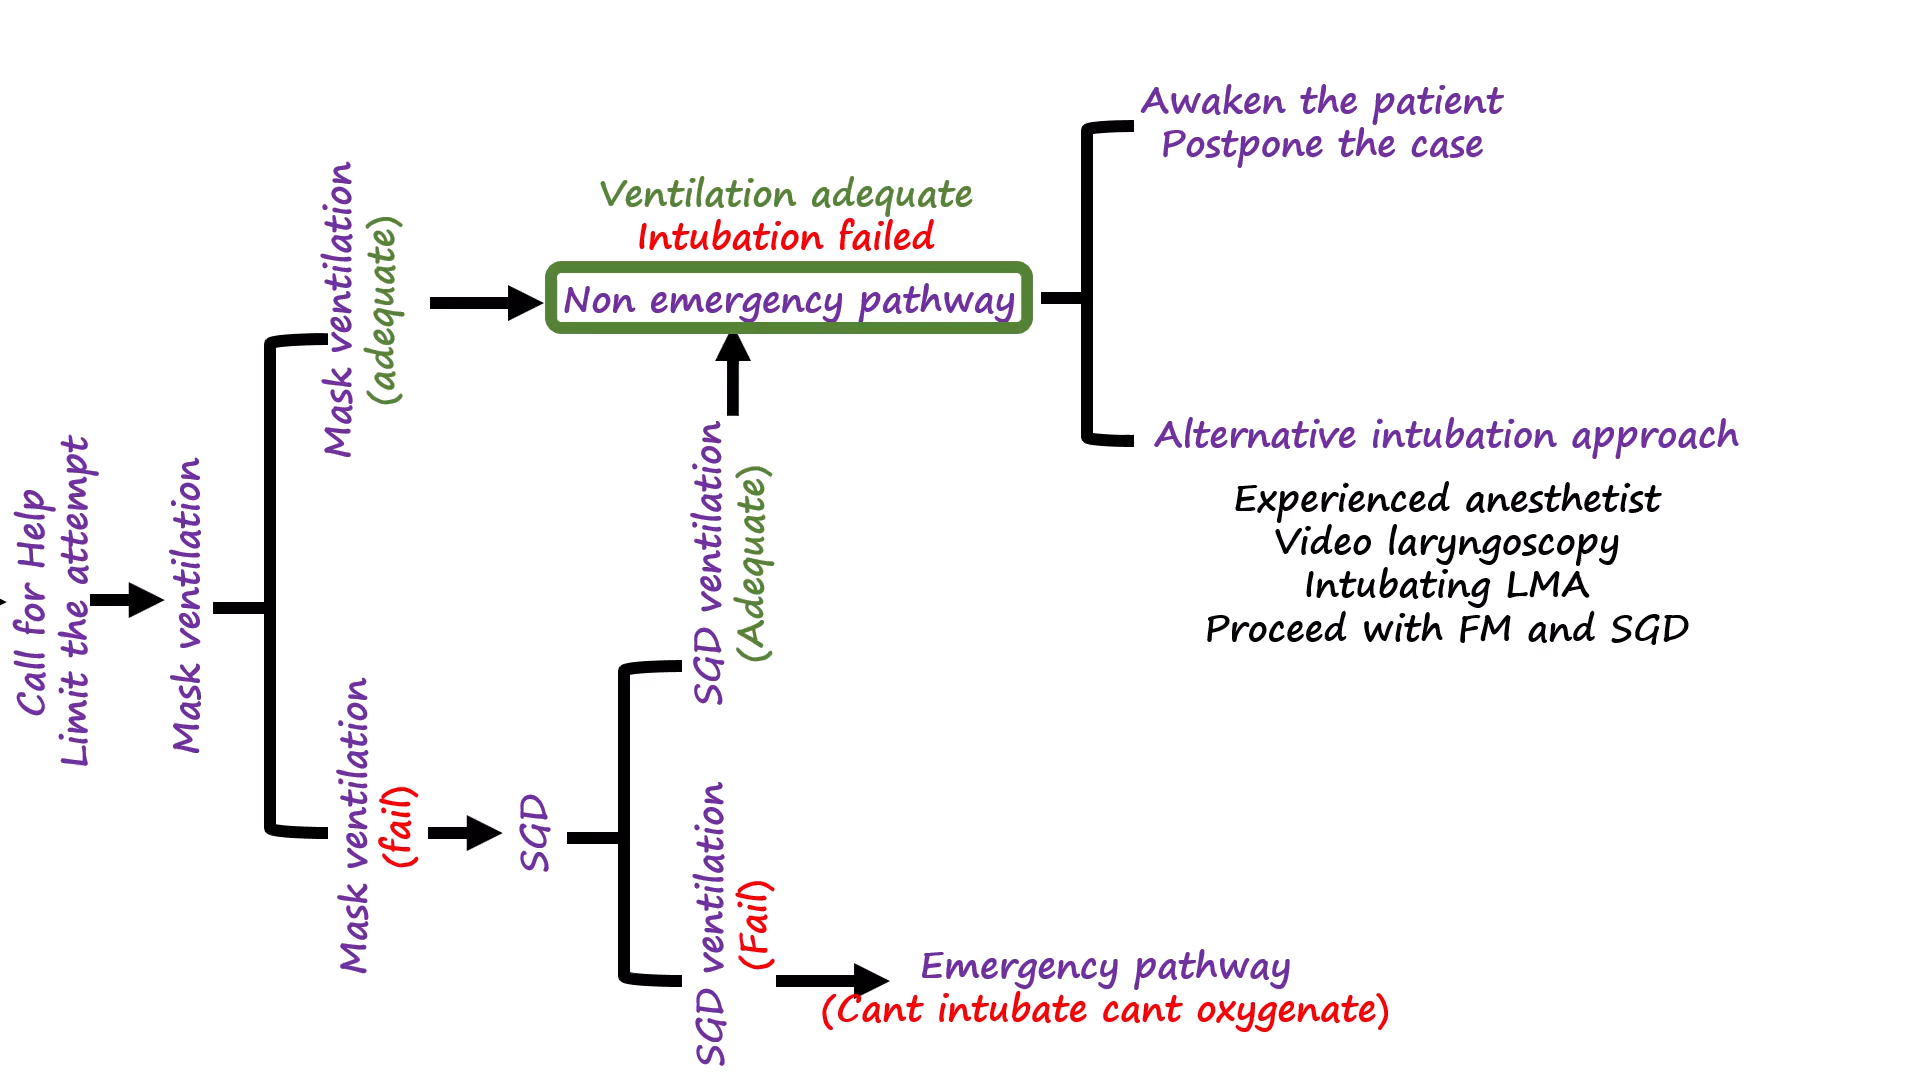 Call for Help
Limit the attempt
Mask ventilation
Mask ventilation
(adequate)
Mask ventilation
(fail)
Ventilation adequate
Intubation failed
Non emergency pathway
SGD
SGD ventilation
(Adequate)
SGD ventilation
(Fail)
Awaken the patient
Postpone the case
Alternative intubation approach
Experienced anesthetist
Video laryngoscopy
Intubating LMA
Proceed with FM and SGD
Emergency pathway
(Cant intubate cant oxygenate)